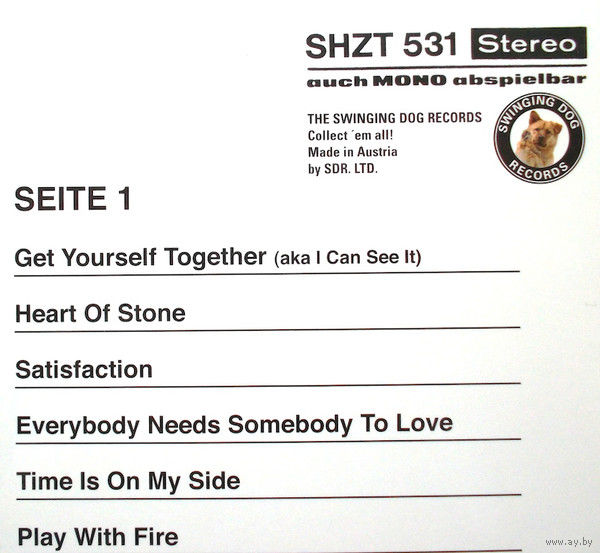 SHZT 531 Stereo
auch MONO abspielbar
THE SWINGING DOG RECORDS
Collect ´em all!
Made in Austria
by SDR. LTD.
SWINGING DOG
RECORDS
SEITE 1
Get Yourself Together (aka I Can See It)
Heart Of Stone
Satisfaction
Everybody Needs Somebody To Love
Time Is On My Side
Play With Fire
www.ay.by